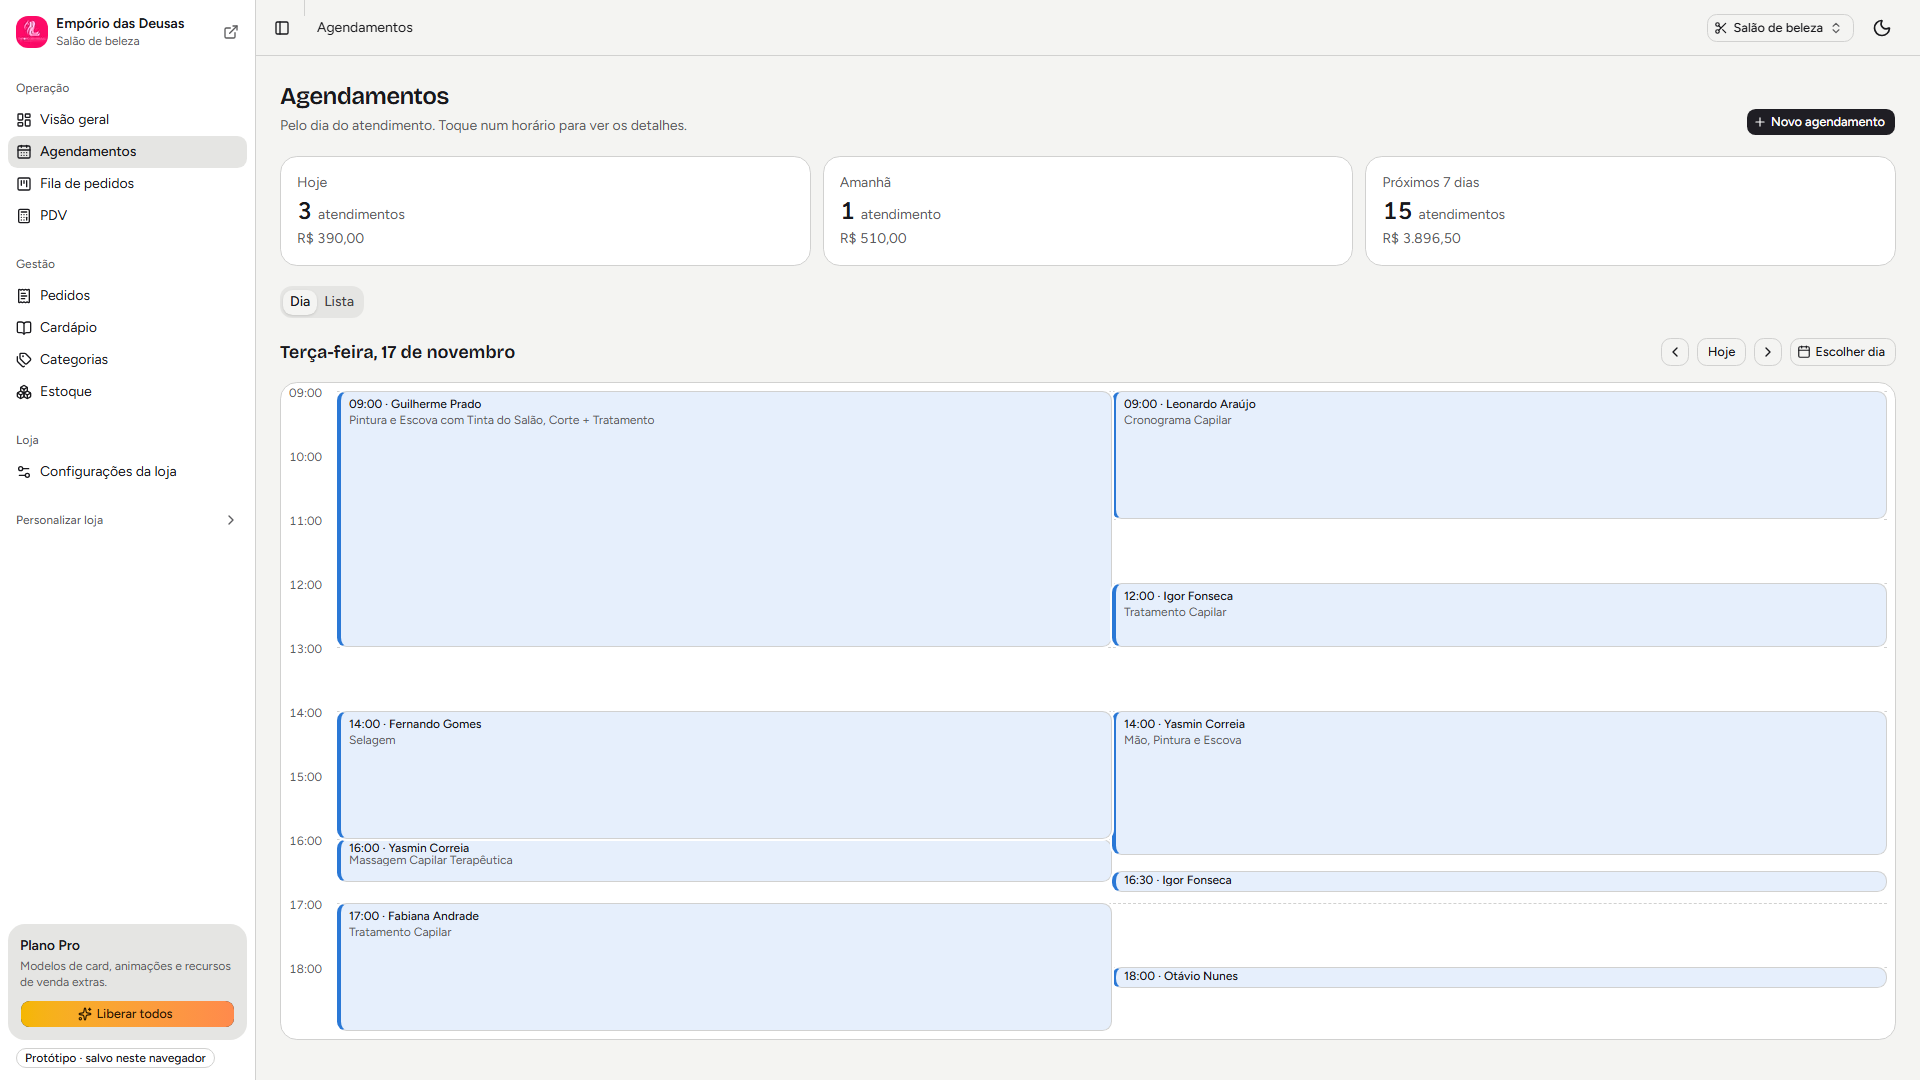 Empório das Deusas
Salão de beleza
Operação
Visão geral
Agendamentos
Fila de pedidos
PDV
Gestão
Pedidos
Cardápio
Categorias
Estoque
Loja
Configurações da loja
Personalizar loja
Plano Pro
Modelos de card, animações e recursos
de venda extras.
Liberar todos
Protótipo · salvo neste navegador
Agendamentos
Salão de beleza
Agendamentos
Pelo dia do atendimento. Toque num horário para ver os detalhes.
+ Novo agendamento
Hoje
3 atendimentos
R$ 390,00
Amanhã
1 atendimento
R$ 510,00
Próximos 7 dias
15 atendimentos
R$ 3.896,50
Dia Lista
Terça-feira, 17 de novembro
Hoje
Escolher dia
09:00
09:00 · Guilherme Prado
Pintura e Escova com Tinta do Salão, Corte + Tratamento
09:00 · Leonardo Araújo
Cronograma Capilar
10:00
11:00
12:00
12:00 · Igor Fonseca
Tratamento Capilar
13:00
14:00
14:00 · Fernando Gomes
Selagem
14:00 · Yasmin Correia
Mão, Pintura e Escova
15:00
16:00
16:00 · Yasmin Correia
Massagem Capilar Terapêutica
16:30 · Igor Fonseca
17:00
17:00 · Fabiana Andrade
Tratamento Capilar
18:00
18:00 · Otávio Nunes